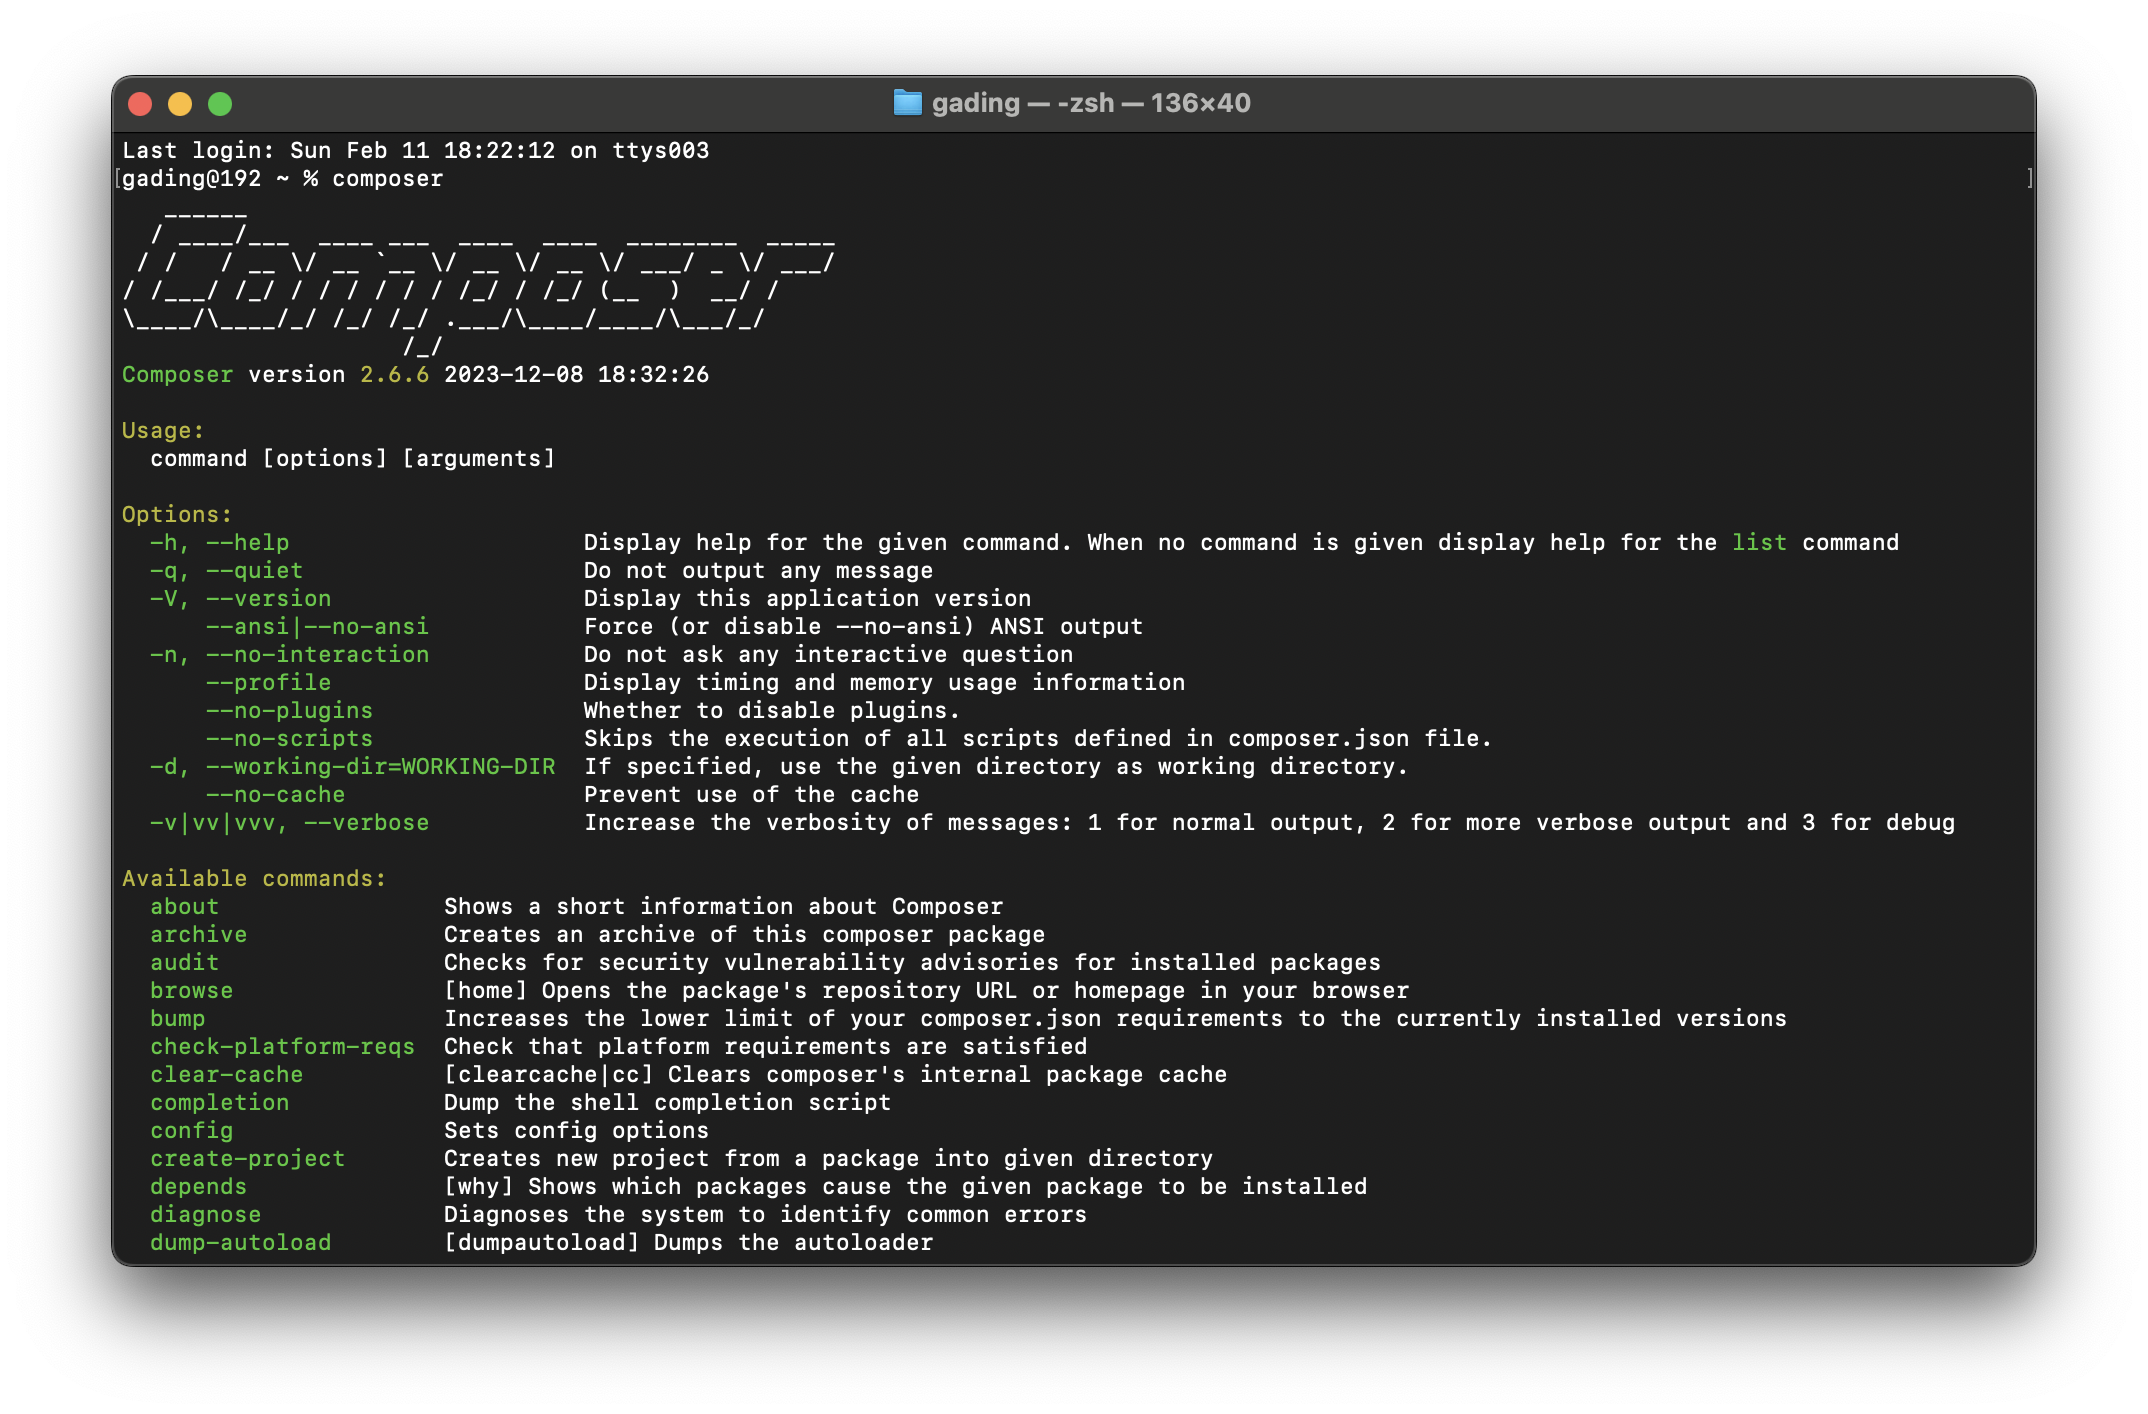 gading — -zsh — 136×40
Last login: Sun Feb 11 18:22:12 on ttys003
[gading@192 ~ % composer ]
   ______
  / ____/___  ____ ___  ____  ____  ________  _____
 / /   / __ \/ __ `__ \/ __ \/ __ \/ ___/ _ \/ ___/
/ /___/ /_/ / / / / / / /_/ / /_/ (__  )  __/ /
\____/\____/_/ /_/ /_/ .___/\____/____/\___/_/
                    /_/
Composer version 2.6.6 2023-12-08 18:32:26
Usage:
  command [options] [arguments]
Options:
  -h, --help                     Display help for the given command. When no command is given display help for the list command
  -q, --quiet                    Do not output any message
  -V, --version                  Display this application version
      --ansi|--no-ansi           Force (or disable --no-ansi) ANSI output
  -n, --no-interaction           Do not ask any interactive question
      --profile                  Display timing and memory usage information
      --no-plugins               Whether to disable plugins.
      --no-scripts               Skips the execution of all scripts defined in composer.json file.
  -d, --working-dir=WORKING-DIR  If specified, use the given directory as working directory.
      --no-cache                 Prevent use of the cache
  -v|vv|vvv, --verbose           Increase the verbosity of messages: 1 for normal output, 2 for more verbose output and 3 for debug
Available commands:
  about                Shows a short information about Composer
  archive              Creates an archive of this composer package
  audit                Checks for security vulnerability advisories for installed packages
  browse               [home] Opens the package's repository URL or homepage in your browser
  bump                 Increases the lower limit of your composer.json requirements to the currently installed versions
  check-platform-reqs  Check that platform requirements are satisfied
  clear-cache          [clearcache|cc] Clears composer's internal package cache
  completion           Dump the shell completion script
  config               Sets config options
  create-project       Creates new project from a package into given directory
  depends              [why] Shows which packages cause the given package to be installed
  diagnose             Diagnoses the system to identify common errors
  dump-autoload        [dumpautoload] Dumps the autoloader